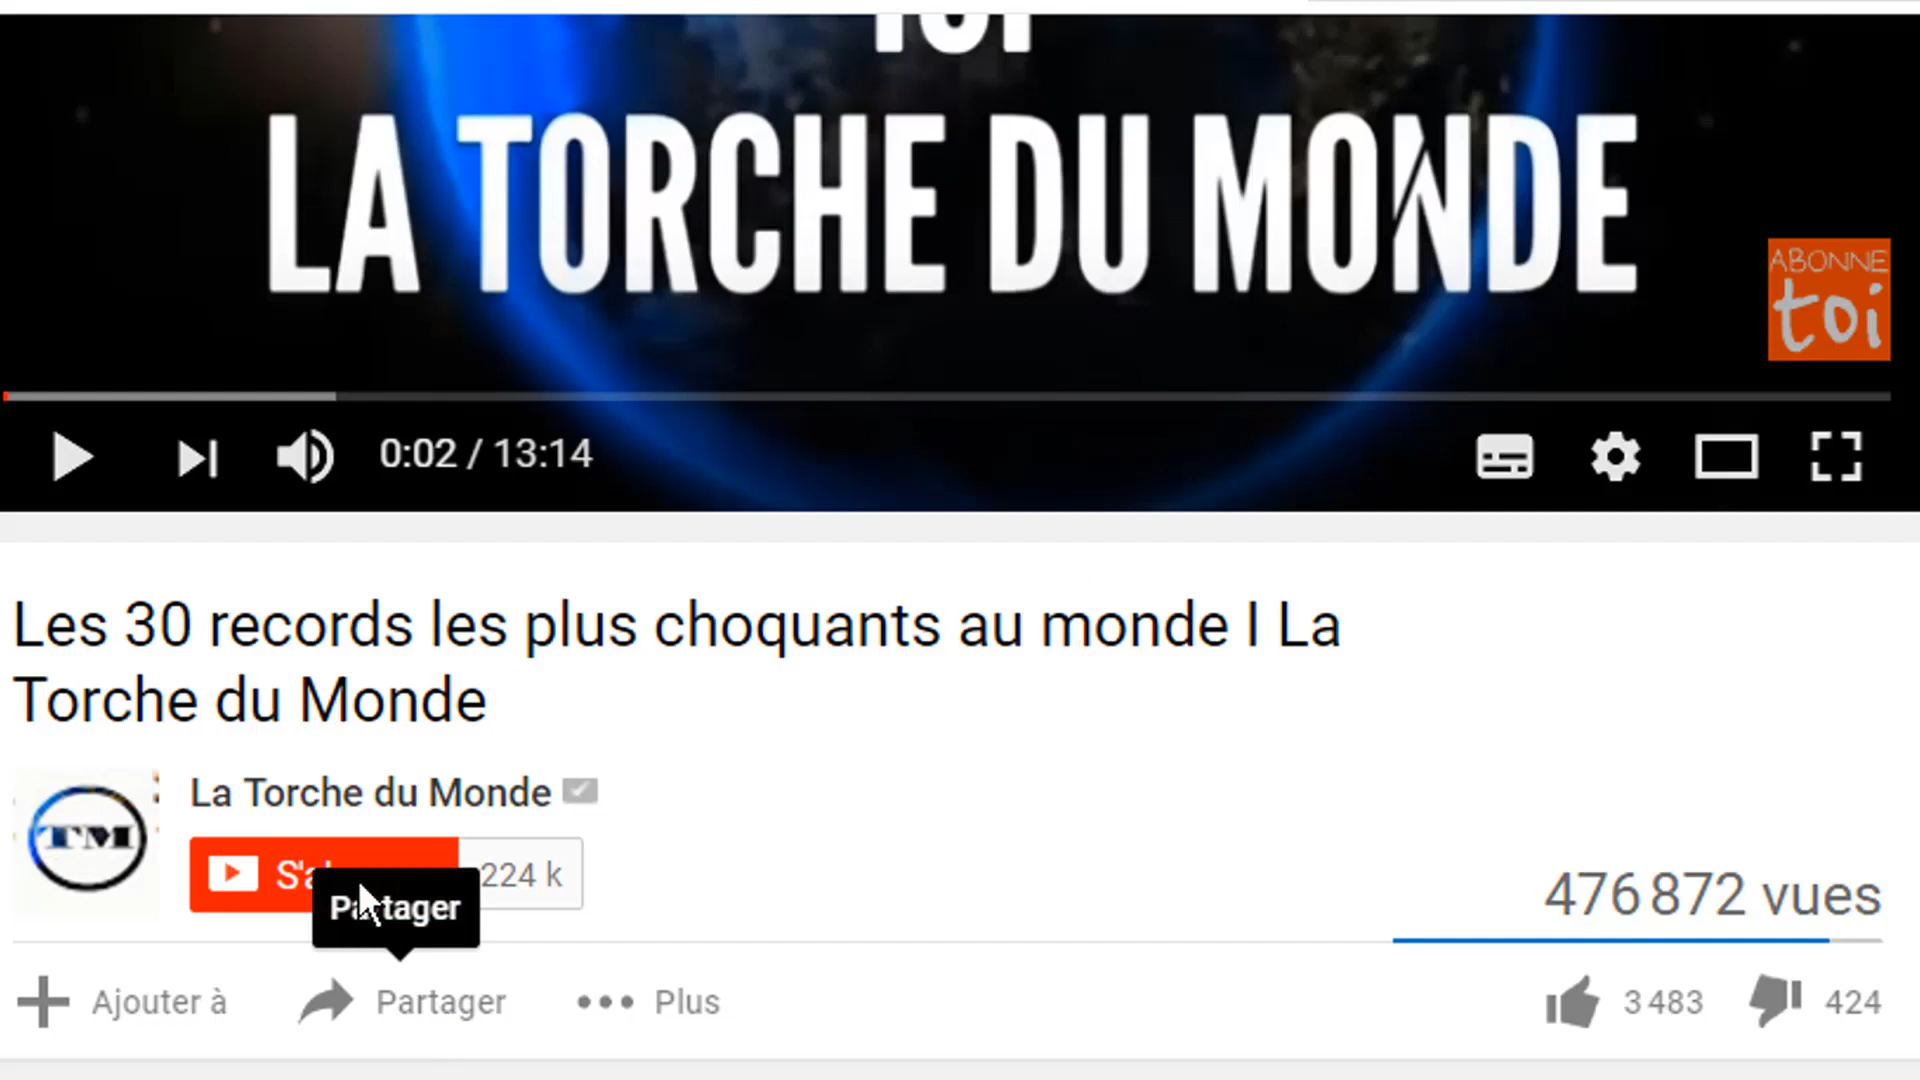 LA TORCHE DU MONDE
ABONNE
toi
0:02 / 13:14
Les 30 records les plus choquants au monde I La
Torche du Monde
TM
La Torche du Monde
224 k
Partager
476 872 vues
Ajouter à
Partager
Plus
3 483
424